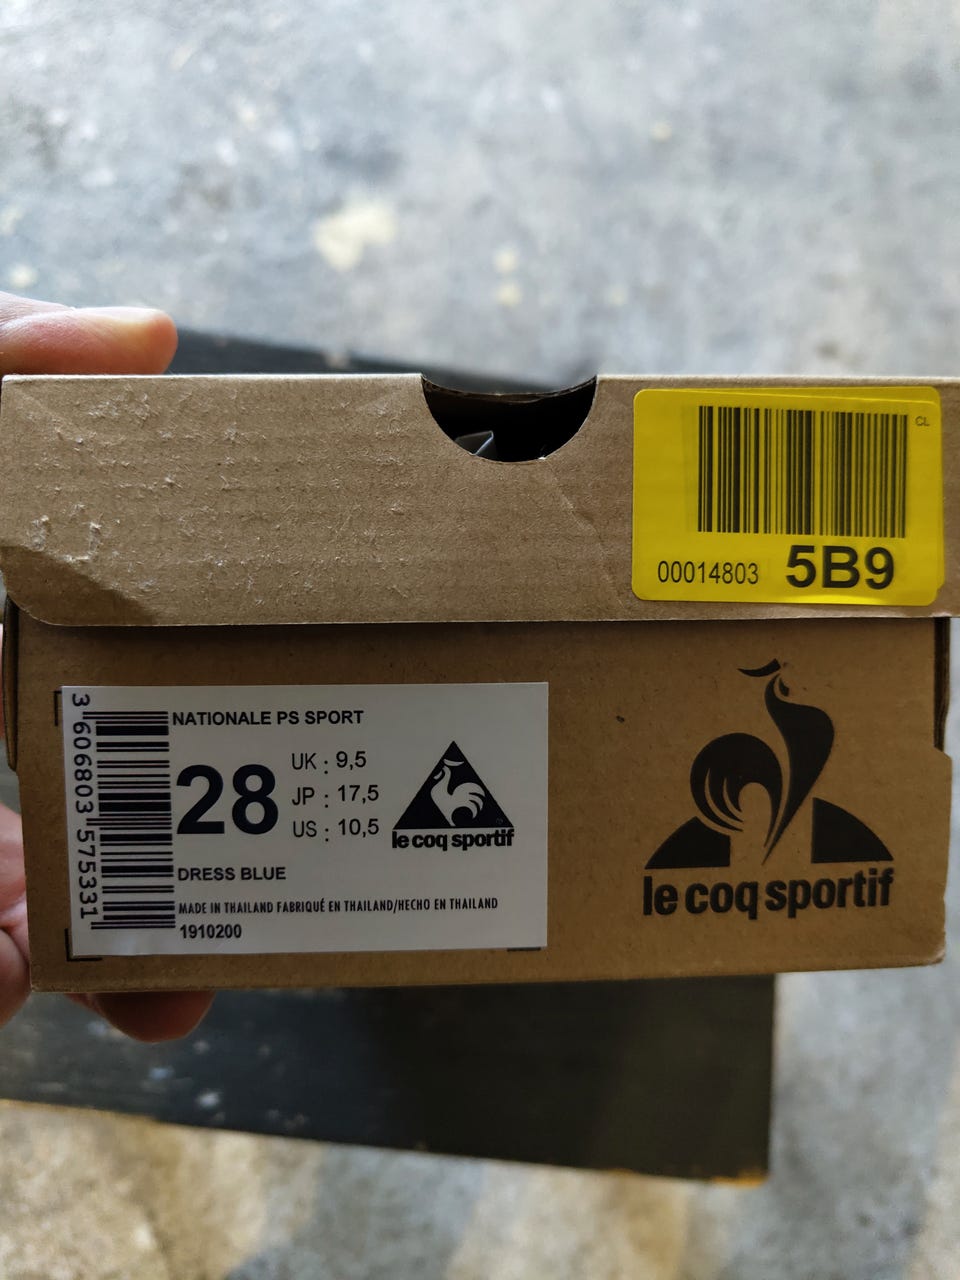 CL
00014803 5B9
3 606803 575331
NATIONALE PS SPORT
28
UK : 9,5
JP : 17,5
US : 10,5
le coq sportif
DRESS BLUE
MADE IN THAILAND FABRIQUÉ EN THAILAND/HECHO EN THAILAND
1910200
le coq sportif